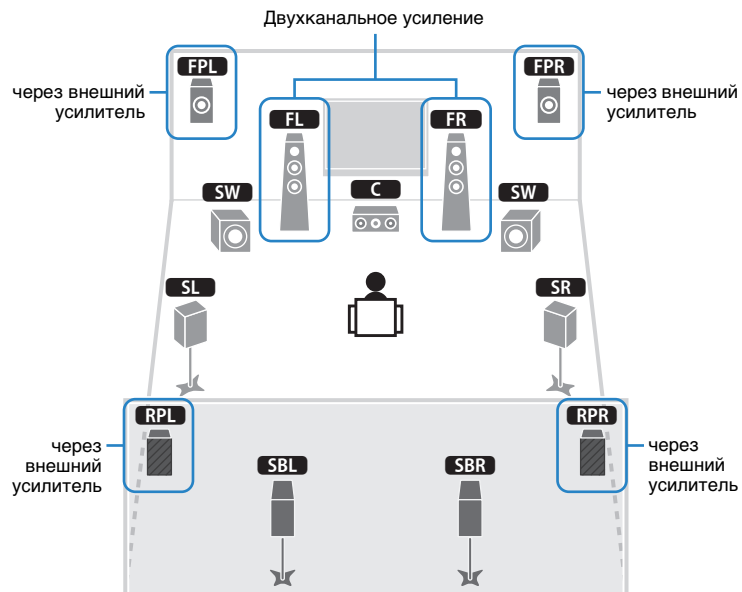 Двухканальное усиление
FPL
FPR
через внешний
усилитель
через внешний
усилитель
FL
FR
SW
C
SW
SL
SR
RPL
RPR
через
внешний
усилитель
через
внешний
усилитель
SBL
SBR